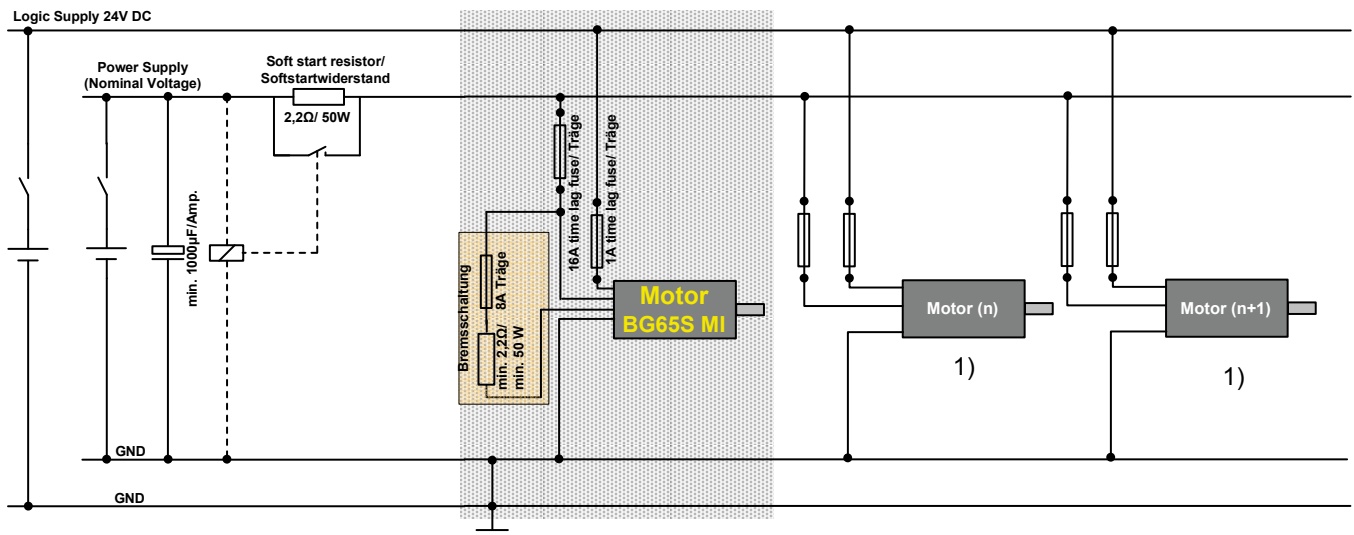 Logic Supply 24V DC
Power Supply
(Nominal Voltage)
Soft start resistor/
Softstartwiderstand
2,2Ω/ 50W
min. 1000µF/Amp.
16A time lag fuse/ Träge
1A time lag fuse/ Träge
Bremsschaltung
8A Träge
min. 2,2Ω/
min. 50 W
Motor
BG65S MI
Motor (n)
1)
Motor (n+1)
1)
GND
GND